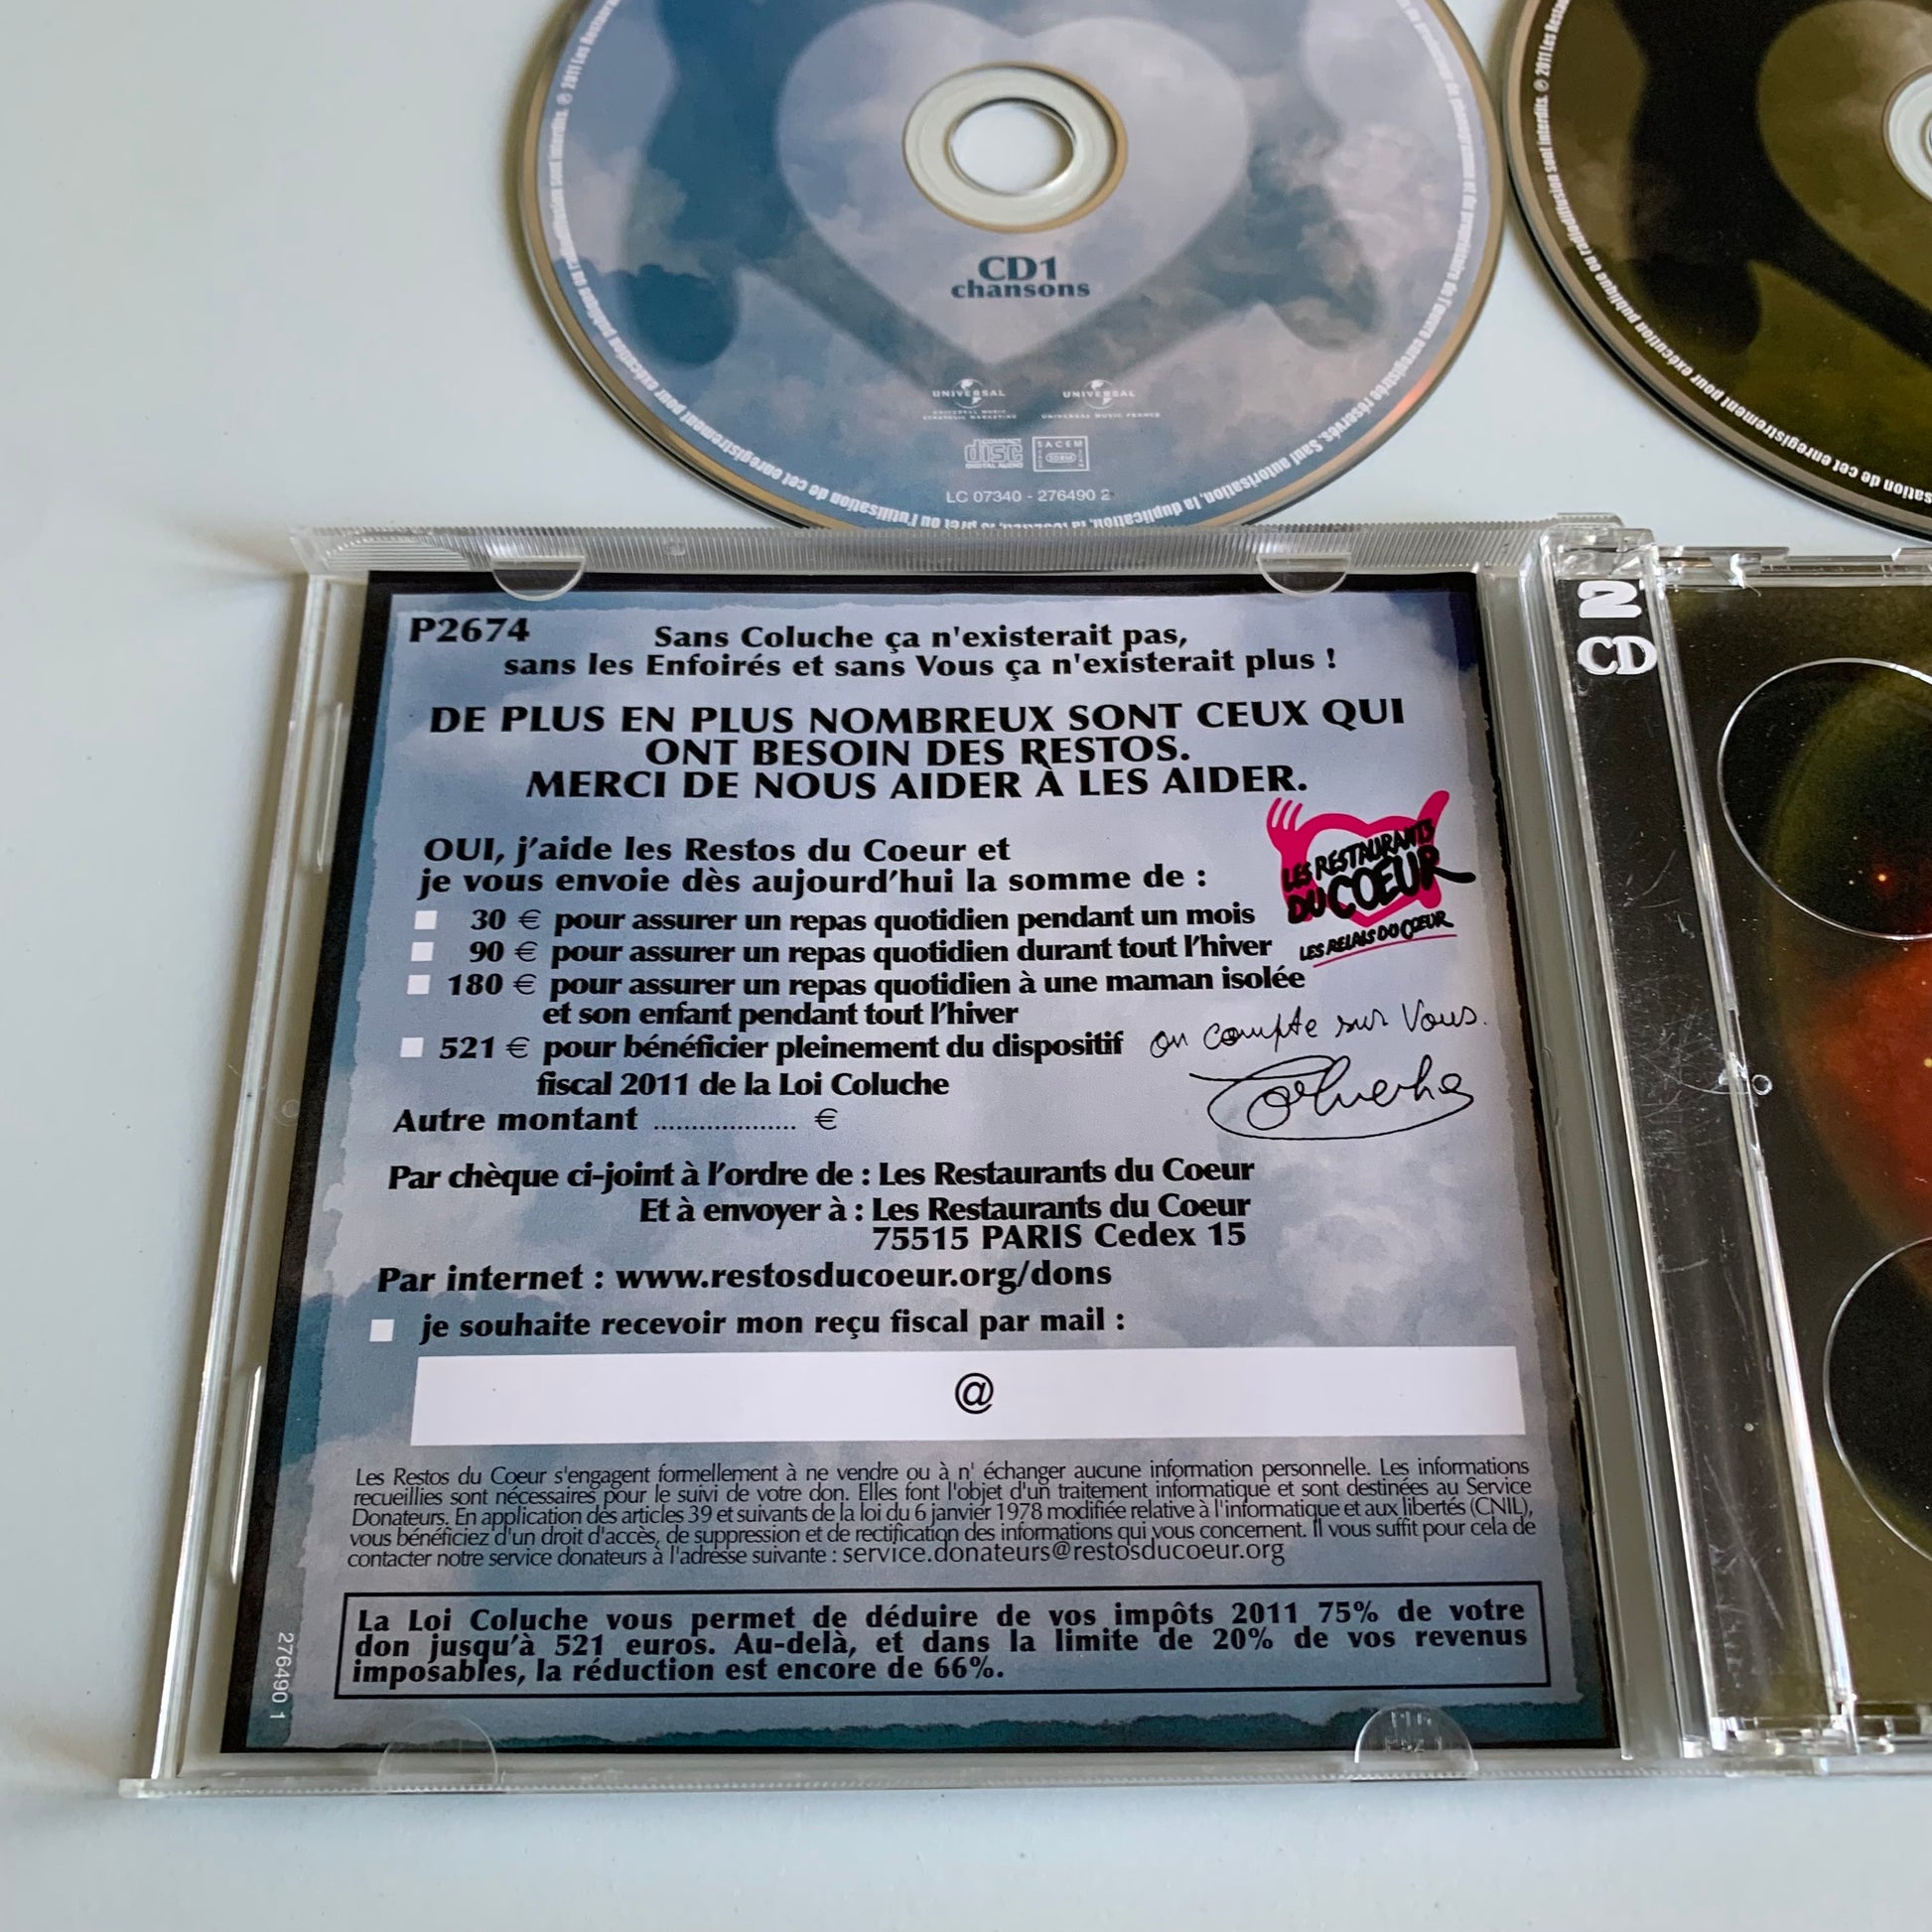 CD1
chansons
UNIVERSAL
UNIVERSAL
UNIVERSAL MUSIC FRANCE
COMPACT
disc
DIGITAL AUDIO
SACEM
LC 07340 - 276490 2
2
CD
P2674
Sans Coluche ça n'existerait pas,
sans les Enfoirés et sans Vous ça n'existerait plus !
DE PLUS EN PLUS NOMBREUX SONT CEUX QUI
ONT BESOIN DES RESTOS.
MERCI DE NOUS AIDER À LES AIDER.
LES RESTAURANTS
DU COEUR
LES RELAIS DU COEUR
OUI, j'aide les Restos du Coeur et
je vous envoie dès aujourd'hui la somme de :
30 € pour assurer un repas quotidien pendant un mois
90 € pour assurer un repas quotidien durant tout l'hiver
180 € pour assurer un repas quotidien à une maman isolée
et son enfant pendant tout l'hiver
521 € pour bénéficier pleinement du dispositif
fiscal 2011 de la Loi Coluche
on compte sur Vous.
Coluche
Autre montant ................... €
Par chèque ci-joint à l'ordre de : Les Restaurants du Coeur
Et à envoyer à : Les Restaurants du Coeur
75515 PARIS Cedex 15
Par internet : www.restosducoeur.org/dons
je souhaite recevoir mon reçu fiscal par mail :
@
Les Restos du Coeur s'engagent formellement à ne vendre ou à n' échanger aucune information personnelle. Les informations
recueillies sont nécessaires pour le suivi de votre don. Elles font l'objet d'un traitement informatique et sont destinées au Service
Donateurs. En application des articles 39 et suivants de la loi du 6 janvier 1978 modifiée relative à l'informatique et aux libertés (CNIL),
vous bénéficiez d'un droit d'accès, de suppression et de rectification des informations qui vous concernent. Il vous suffit pour cela de
contacter notre service donateurs à l'adresse suivante : service.donateurs@restosducoeur.org
La Loi Coluche vous permet de déduire de vos impôts 2011 75% de votre
don jusqu'à 521 euros. Au-delà, et dans la limite de 20% de vos revenus
imposables, la réduction est encore de 66%.
276490 1